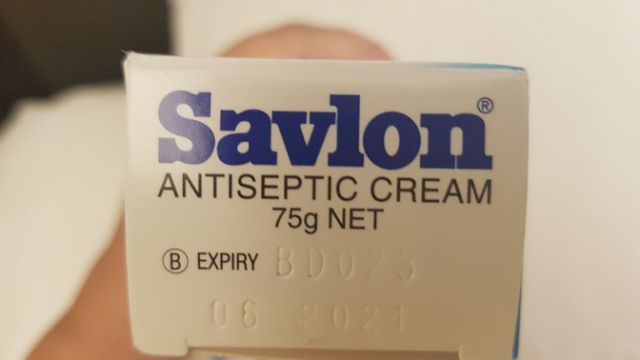 Savlon®
ANTISEPTIC CREAM
75g NET
Ⓑ EXPIRY BD023
06 2021